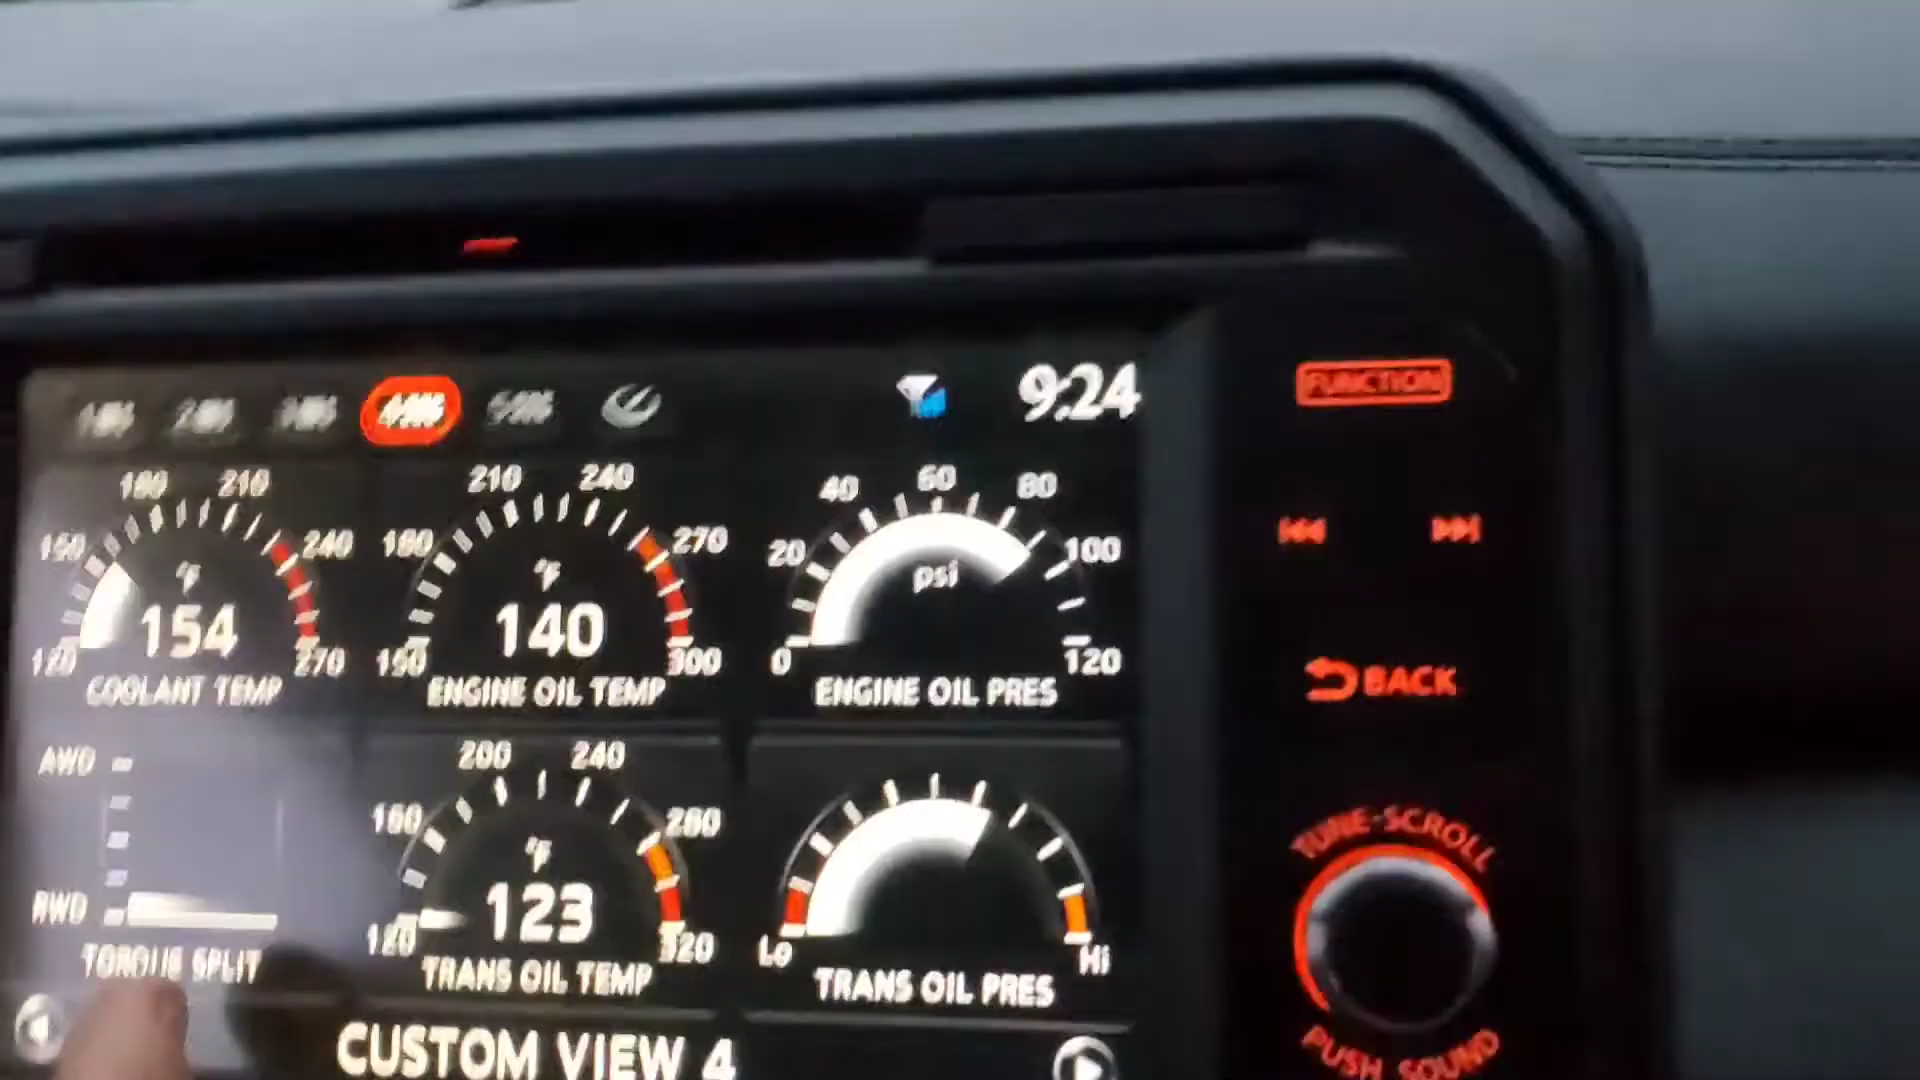 9:24
FUNCTION
180 210
150 240
°F
154
120 270
COOLANT TEMP
210 240
180 270
°F
140
150 300
ENGINE OIL TEMP
40 60 80
20 100
psi
0 120
ENGINE OIL PRES
BACK
AWD
RWD
TORQUE SPLIT
200 240
160 280
°F
123
120 320
TRANS OIL TEMP
Lo Hi
TRANS OIL PRES
TUNE-SCROLL
PUSH SOUND
CUSTOM VIEW 4